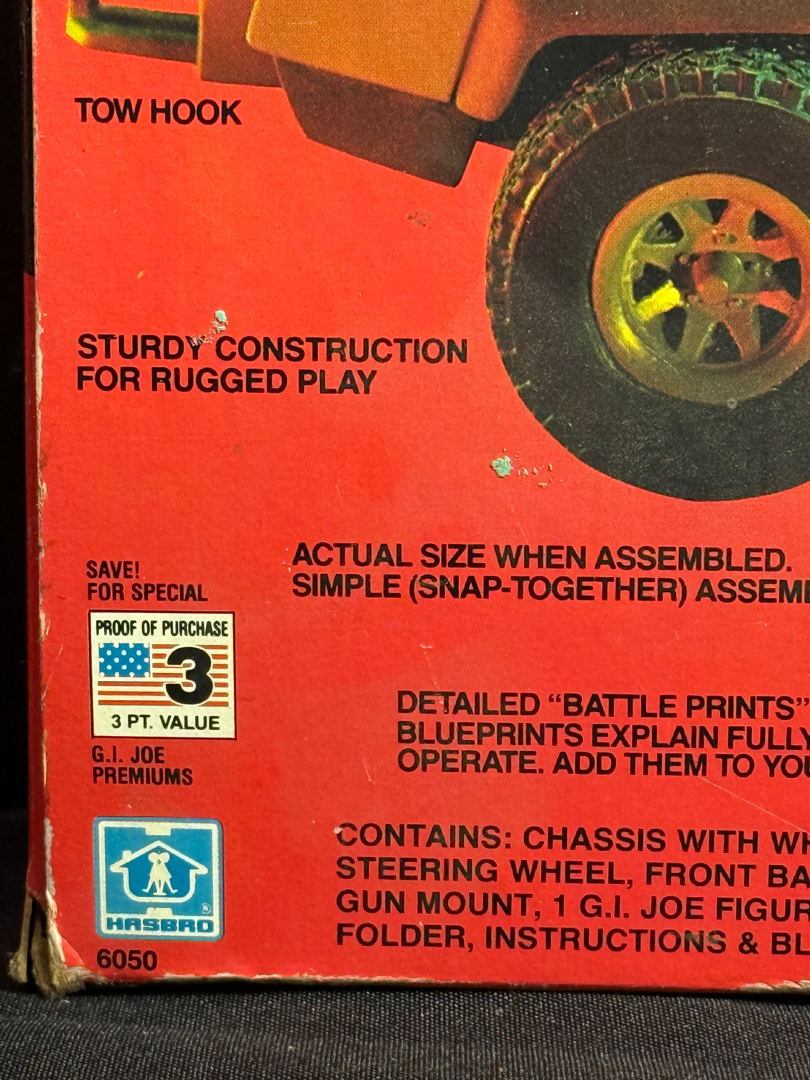 TOW HOOK
STURDY CONSTRUCTION
FOR RUGGED PLAY
ACTUAL SIZE WHEN ASSEMBLED.
SIMPLE (SNAP-TOGETHER)
SAVE!
FOR SPECIAL
PROOF OF PURCHASE
3
3 PT. VALUE
G.I. JOE
PREMIUMS
DETAILED “BATTLE PRINTS”
BLUEPRINTS EXPLAIN FULLY
OPERATE. ADD THEM TO
CONTAINS: CHASSIS WITH
STEERING WHEEL, FRONT
GUN MOUNT, 1 G.I. JOE
FOLDER, INSTRUCTIONS &
HASBRO
®
6050